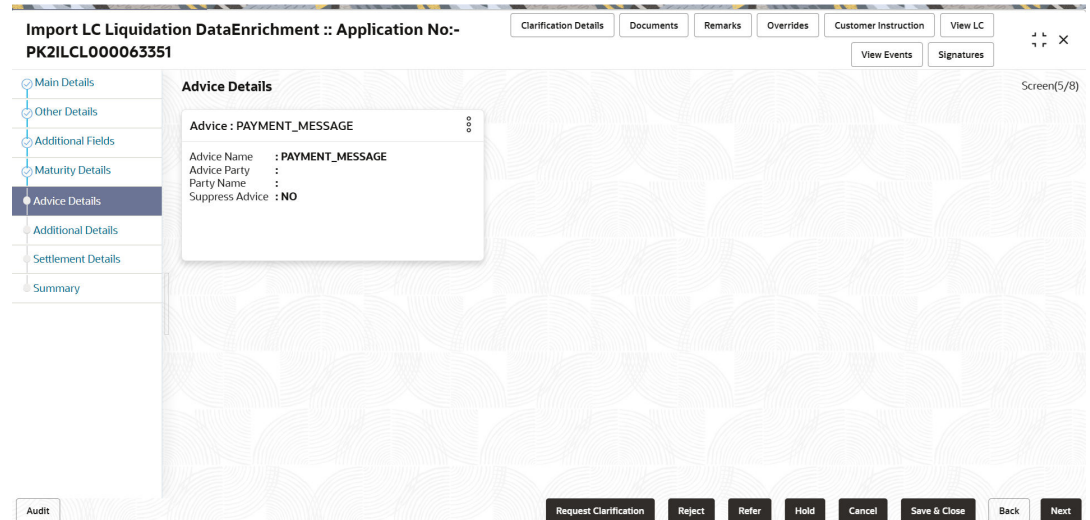 Import LC Liquidation DataEnrichment :: Application No:-
PK2ILCL000063351
Clarification Details
Documents
Remarks
Overrides
Customer Instruction
View LC
View Events
Signatures
Main Details
Other Details
Additional Fields
Maturity Details
Advice Details
Additional Details
Settlement Details
Summary
Advice Details
Screen(5/8)
Advice : PAYMENT_MESSAGE
Advice Name : PAYMENT_MESSAGE
Advice Party :
Party Name :
Suppress Advice : NO
Audit
Request Clarification
Reject
Refer
Hold
Cancel
Save & Close
Back
Next